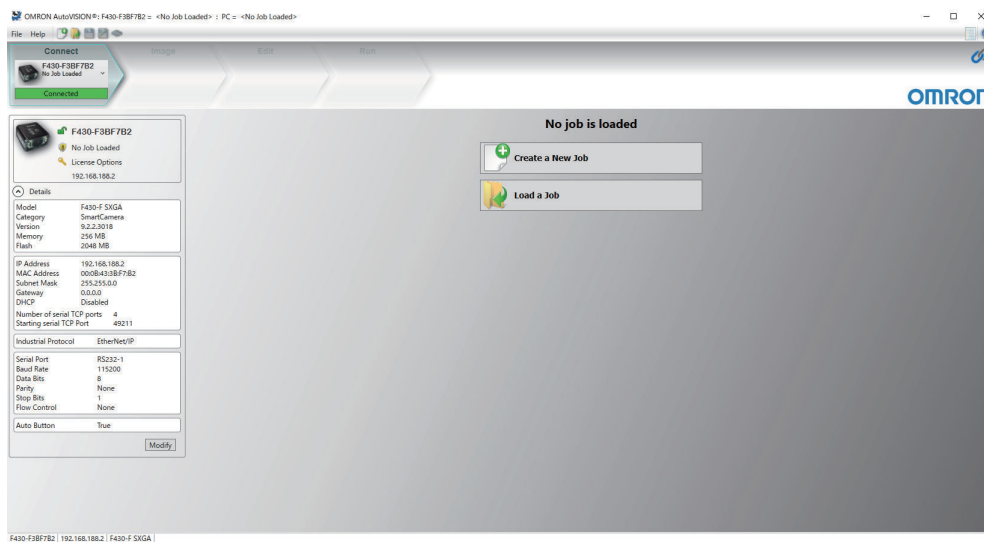 OMRON AutoVISION®: F430-F3BF7B2 = <No Job Loaded> : PC = <No Job Loaded>
File Help
Connect Image Edit Run
F430-F3BF7B2
No Job Loaded
Connected
OMRON
F430-F3BF7B2
No Job Loaded
License Options
192.168.188.2
Details
Model F430-F SXGA
Category SmartCamera
Version 9.2.2.3018
Memory 256 MB
Flash 2048 MB
IP Address 192.168.188.2
MAC Address 00:0B:43:3B:F7:B2
Subnet Mask 255.255.0.0
Gateway 0.0.0.0
DHCP Disabled
Number of serial TCP ports 4
Starting serial TCP Port 49211
Industrial Protocol EtherNet/IP
Serial Port RS232-1
Baud Rate 115200
Data Bits 8
Parity None
Stop Bits 1
Flow Control None
Auto Button True
Modify
No job is loaded
Create a New Job
Load a Job
F430-F3BF7B2 192.168.188.2 F430-F SXGA